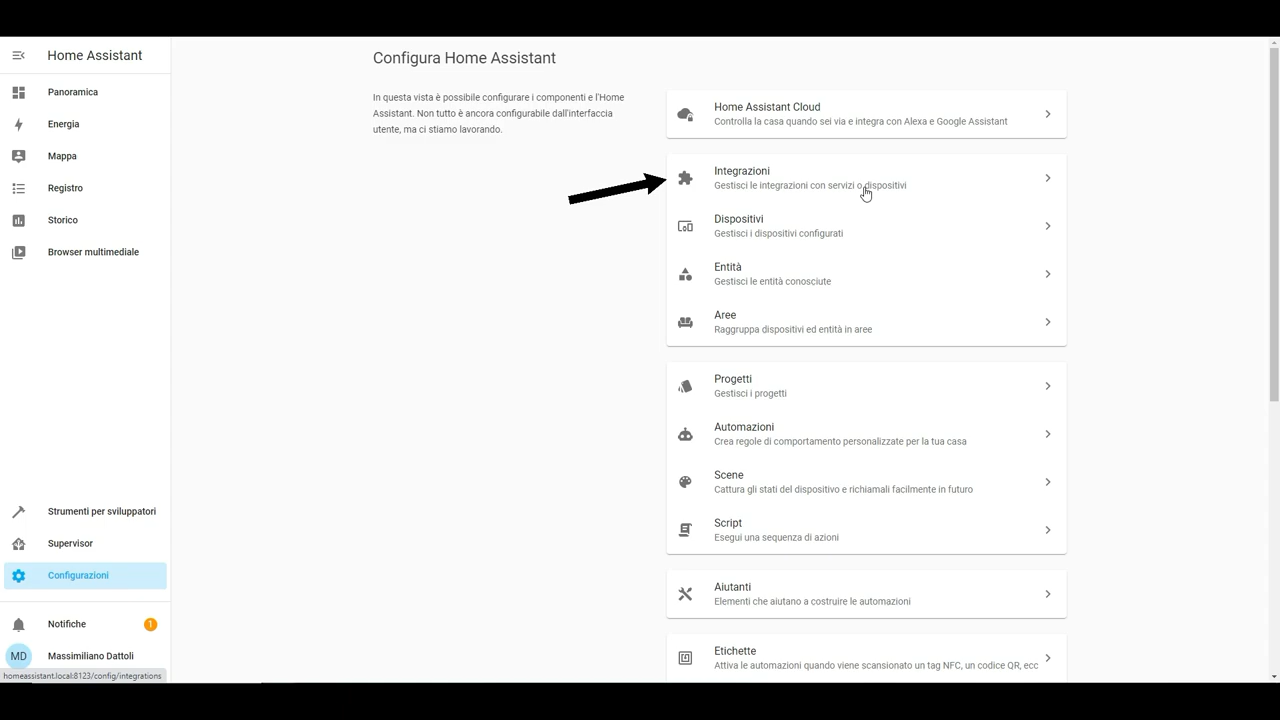 Home Assistant
Panoramica
Energia
Mappa
Registro
Storico
Browser multimediale
Strumenti per sviluppatori
Supervisor
Configurazioni
Notifiche
1
MD
Massimiliano Dattoli
homeassistant.local:8123/config/integrations
Configura Home Assistant
In questa vista è possibile configurare i componenti e l'Home
Assistant. Non tutto è ancora configurabile dall'interfaccia
utente, ma ci stiamo lavorando.
Home Assistant Cloud
Controlla la casa quando sei via e integra con Alexa e Google Assistant
Integrazioni
Gestisci le integrazioni con servizi o dispositivi
Dispositivi
Gestisci i dispositivi configurati
Entità
Gestisci le entità conosciute
Aree
Raggruppa dispositivi ed entità in aree
Progetti
Gestisci i progetti
Automazioni
Crea regole di comportamento personalizzate per la tua casa
Scene
Cattura gli stati del dispositivo e richiamali facilmente in futuro
Script
Esegui una sequenza di azioni
Aiutanti
Elementi che aiutano a costruire le automazioni
Etichette
Attiva le automazioni quando viene scansionato un tag NFC, un codice QR, ecc